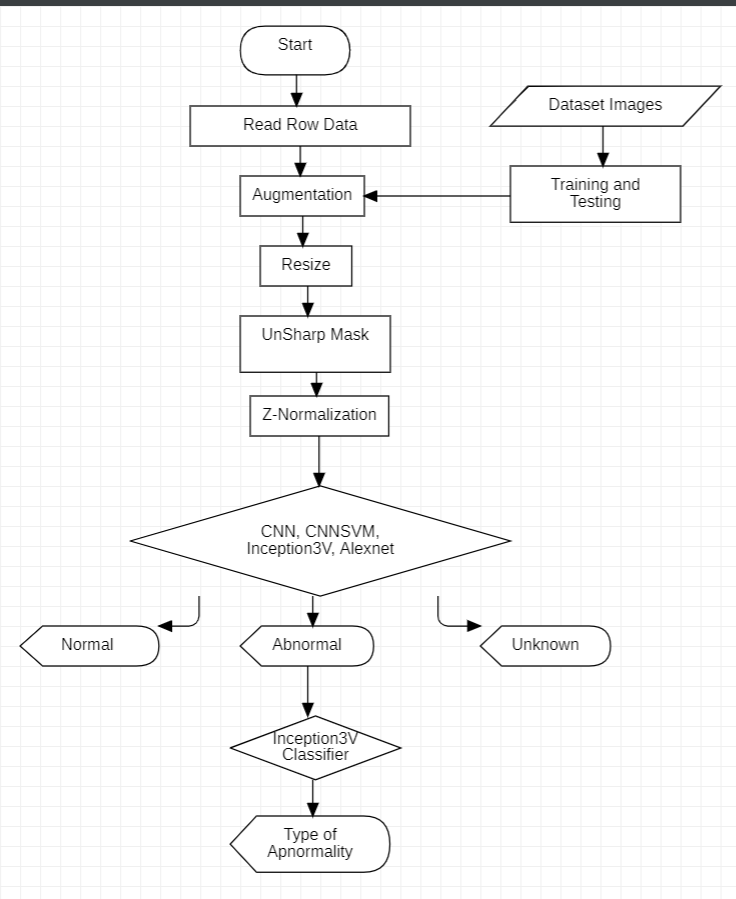 Start
Dataset Images
Read Row Data
Training and
Testing
Augmentation
Resize
UnSharp Mask
Z-Normalization
CNN, CNNSVM,
Inception3V, Alexnet
Normal
Abnormal
Unknown
Inception3V
Classifier
Type of
Apnormality